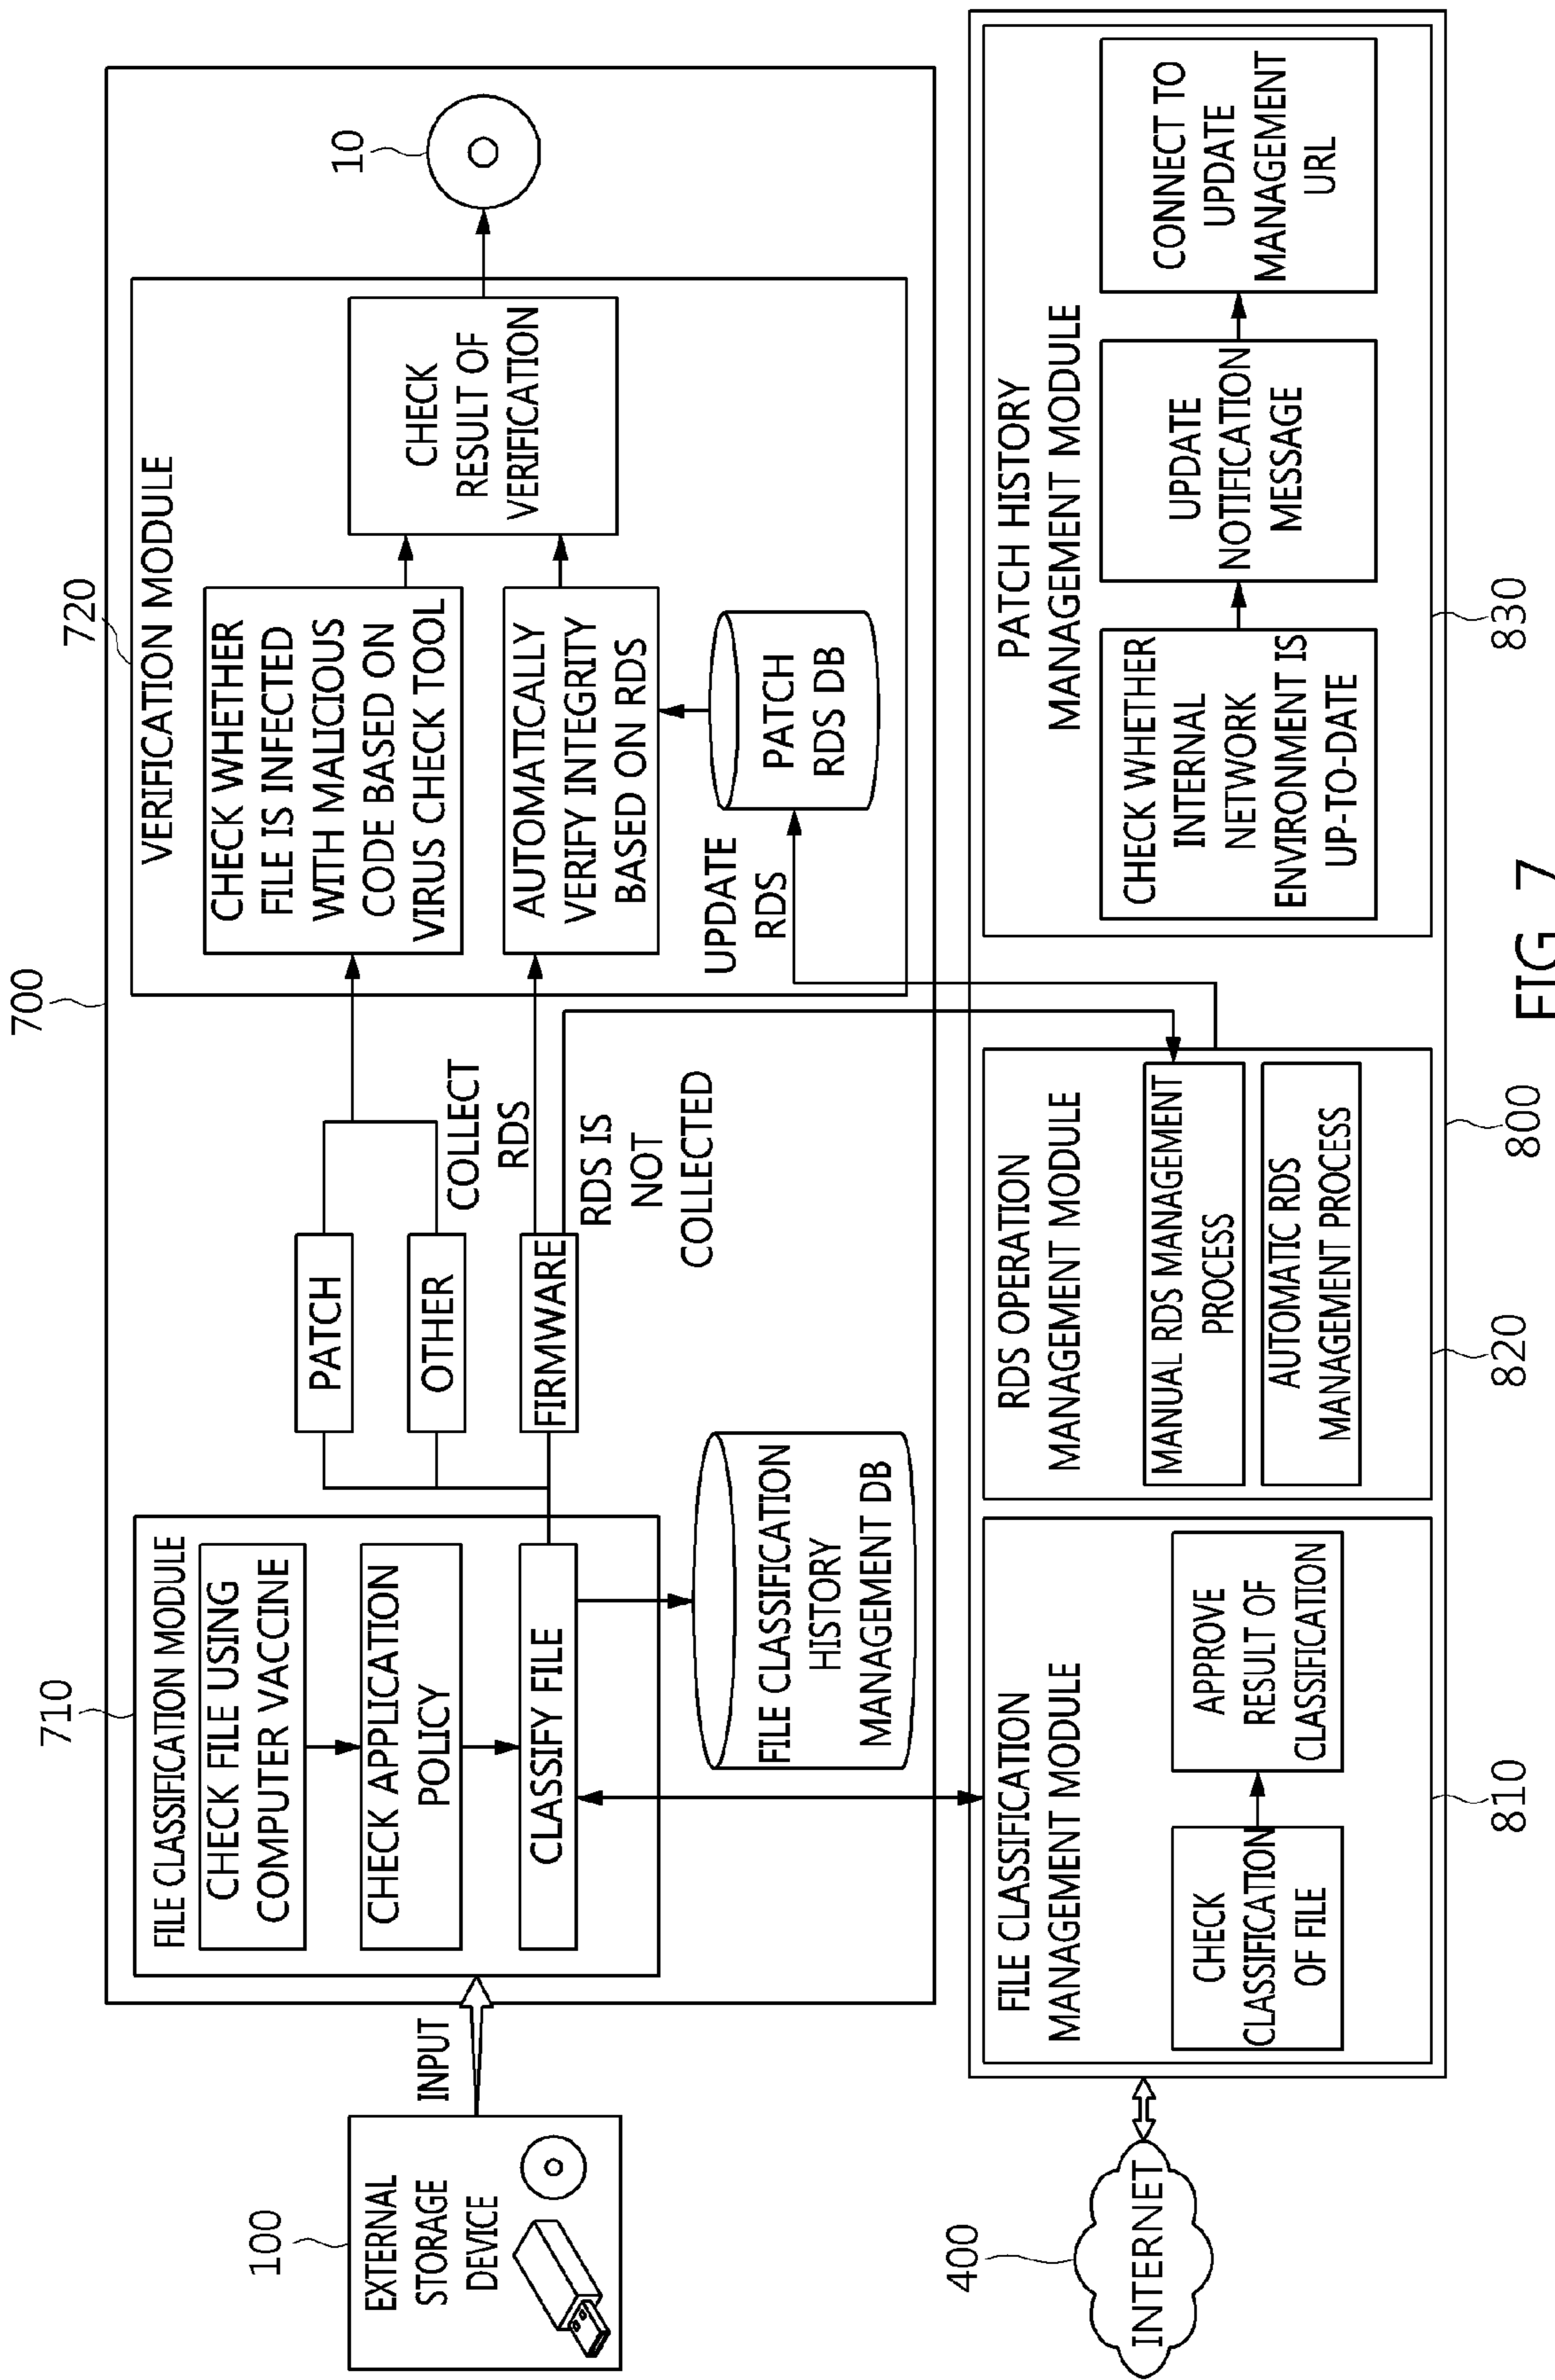 700
710
FILE CLASSIFICATION MODULE
CHECK FILE USING
COMPUTER VACCINE
CHECK APPLICATION
POLICY
CLASSIFY FILE
FILE CLASSIFICATION
HISTORY
MANAGEMENT DB
100
EXTERNAL
STORAGE
DEVICE
INPUT
PATCH
OTHER
FIRMWARE
COLLECT
RDS
RDS IS
NOT
COLLECTED
720
VERIFICATION MODULE
CHECK WHETHER
FILE IS INFECTED
WITH MALICIOUS
CODE BASED ON
VIRUS CHECK TOOL
AUTOMATICALLY
VERIFY INTEGRITY
BASED ON RDS
UPDATE
RDS
PATCH
RDS DB
CHECK
RESULT OF
VERIFICATION
10
400
INTERNET
FILE CLASSIFICATION
MANAGEMENT MODULE
CHECK
CLASSIFICATION
OF FILE
APPROVE
RESULT OF
CLASSIFICATION
810
RDS OPERATION
MANAGEMENT MODULE
MANUAL RDS MANAGEMENT
PROCESS
AUTOMATIC RDS
MANAGEMENT PROCESS
820
800
PATCH HISTORY
MANAGEMENT MODULE
CHECK WHETHER
INTERNAL
NETWORK
ENVIRONMENT IS
UP-TO-DATE
UPDATE
NOTIFICATION
MESSAGE
CONNECT TO
UPDATE
MANAGEMENT
URL
830
FIG. 7